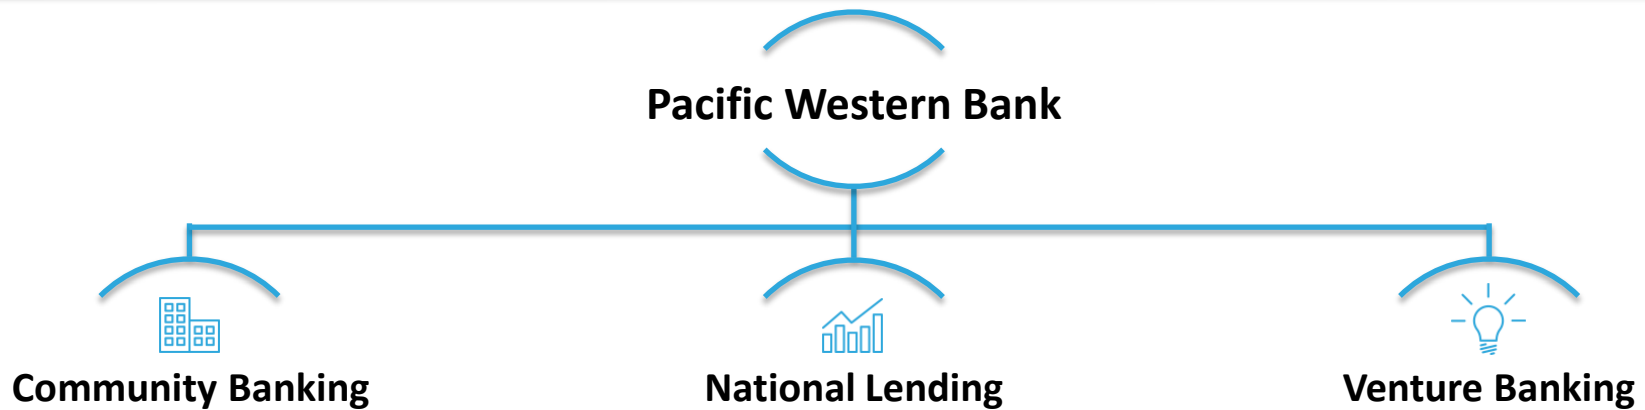 Pacific Western Bank
Community Banking
National Lending
Venture Banking